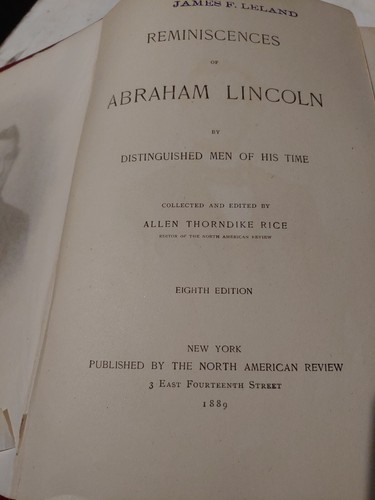 JAMES F. LELAND
REMINISCENCES
OF
ABRAHAM LINCOLN
BY
DISTINGUISHED MEN OF HIS TIME
COLLECTED AND EDITED BY
ALLEN THORNDIKE RICE
EDITOR OF THE NORTH AMERICAN REVIEW
EIGHTH EDITION
NEW YORK
PUBLISHED BY THE NORTH AMERICAN REVIEW
3 EAST FOURTEENTH STREET
1889